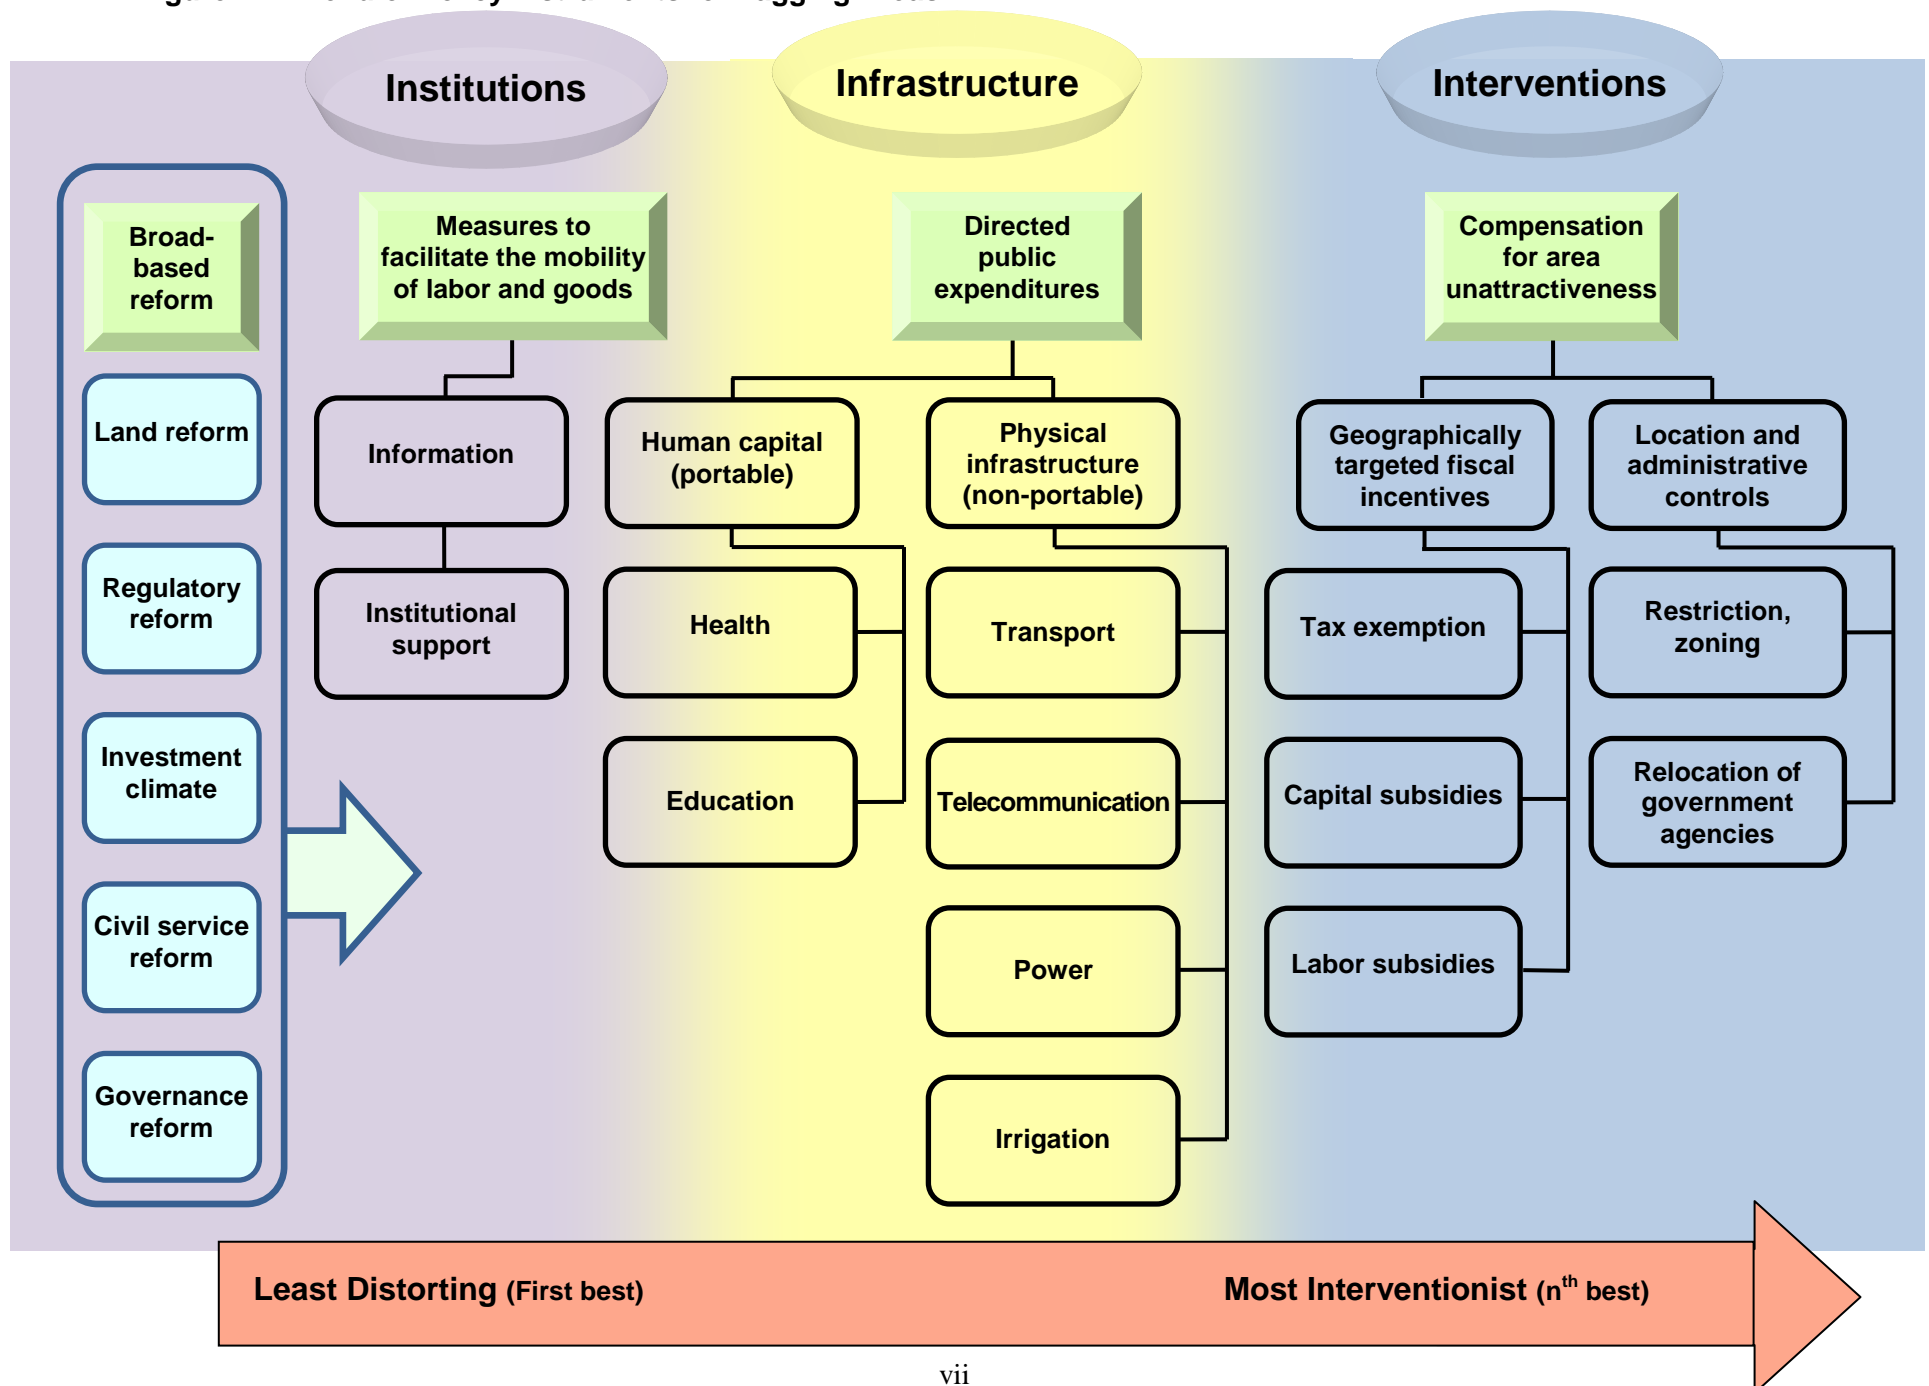 Institutions
Infrastructure
Interventions
Broad-
based
reform
Land reform
Regulatory
reform
Investment
climate
Civil service
reform
Governance
reform
Measures to
facilitate the mobility
of labor and goods
Information
Institutional
support
Directed
public
expenditures
Human capital
(portable)
Health
Education
Physical
infrastructure
(non-portable)
Transport
Telecommunication
Power
Irrigation
Compensation
for area
unattractiveness
Geographically
targeted fiscal
incentives
Tax exemption
Capital subsidies
Labor subsidies
Location and
administrative
controls
Restriction,
zoning
Relocation of
government
agencies
Least Distorting (First best)
Most Interventionist (nth best)
vii